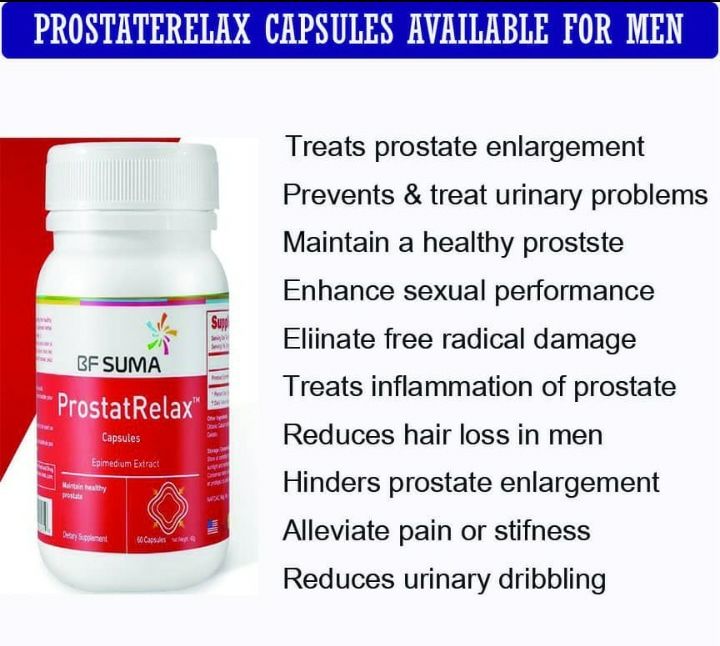 PROSTATERELAX CAPSULES AVAILABLE FOR MEN
Treats prostate enlargement
Prevents & treat urinary problems
Maintain a healthy prostste
Enhance sexual performance
Eliinate free radical damage
Treats inflammation of prostate
Reduces hair loss in men
Hinders prostate enlargement
Alleviate pain or stifness
Reduces urinary dribbling
BF SUMA
ProstatRelax™
Capsules
Epimedium Extract
Maintain healthy
prostate
Dietary Supplement
60 Capsules